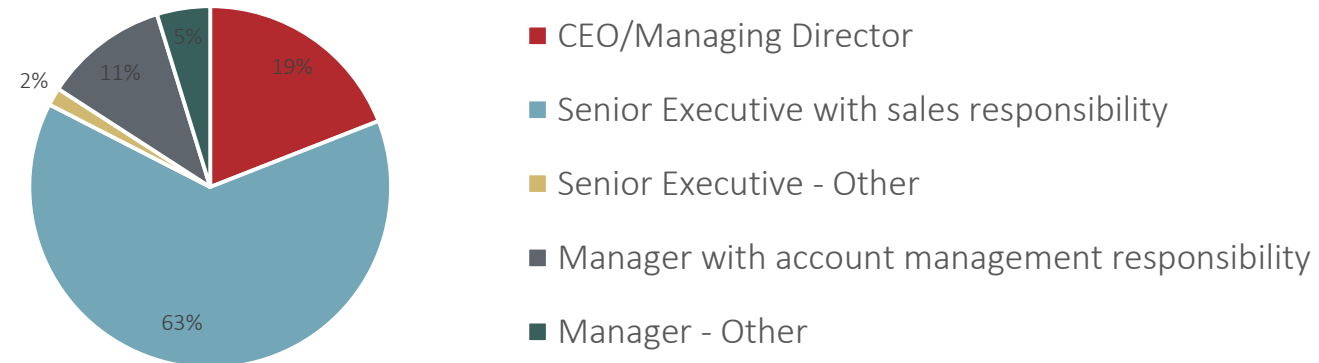 5%
19%
11%
2%
63%
CEO/Managing Director
Senior Executive with sales responsibility
Senior Executive - Other
Manager with account management responsibility
Manager - Other